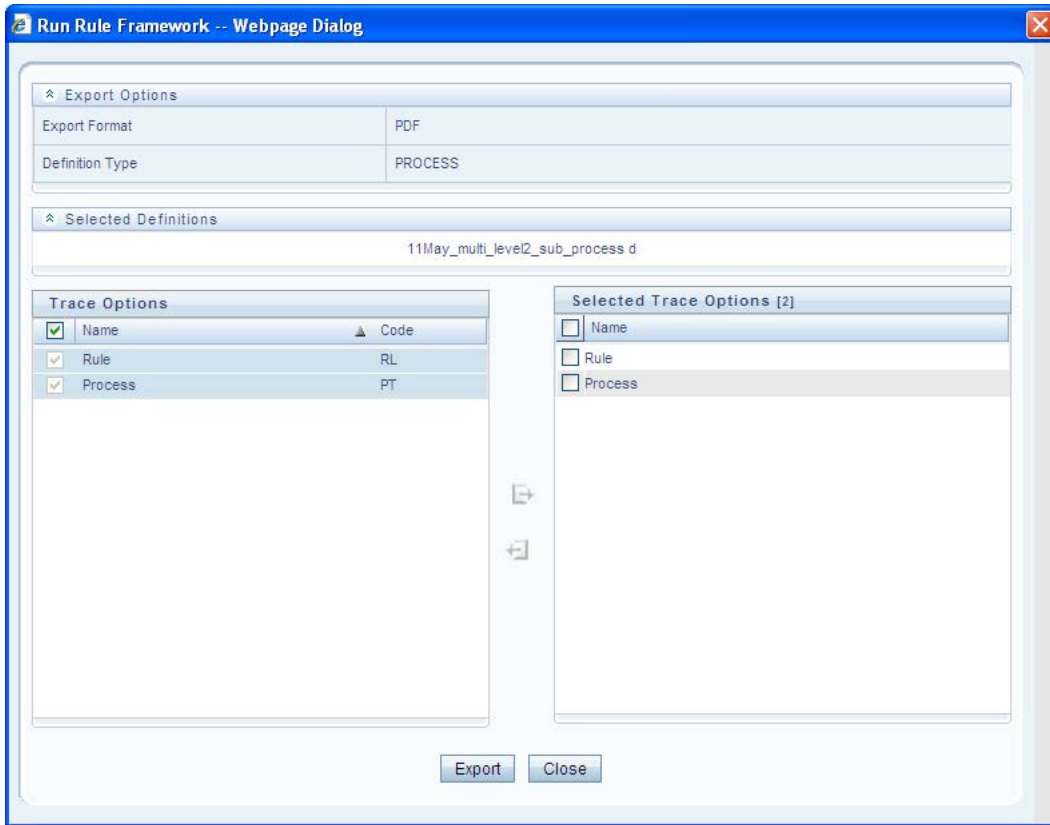 Run Rule Framework -- Webpage Dialog
Export Options
Export Format PDF
Definition Type PROCESS
Selected Definitions
11May_multi_level2_sub_process d
Trace Options
Name Code
Rule RL
Process PT
Selected Trace Options [2]
Name
Rule
Process
Export Close